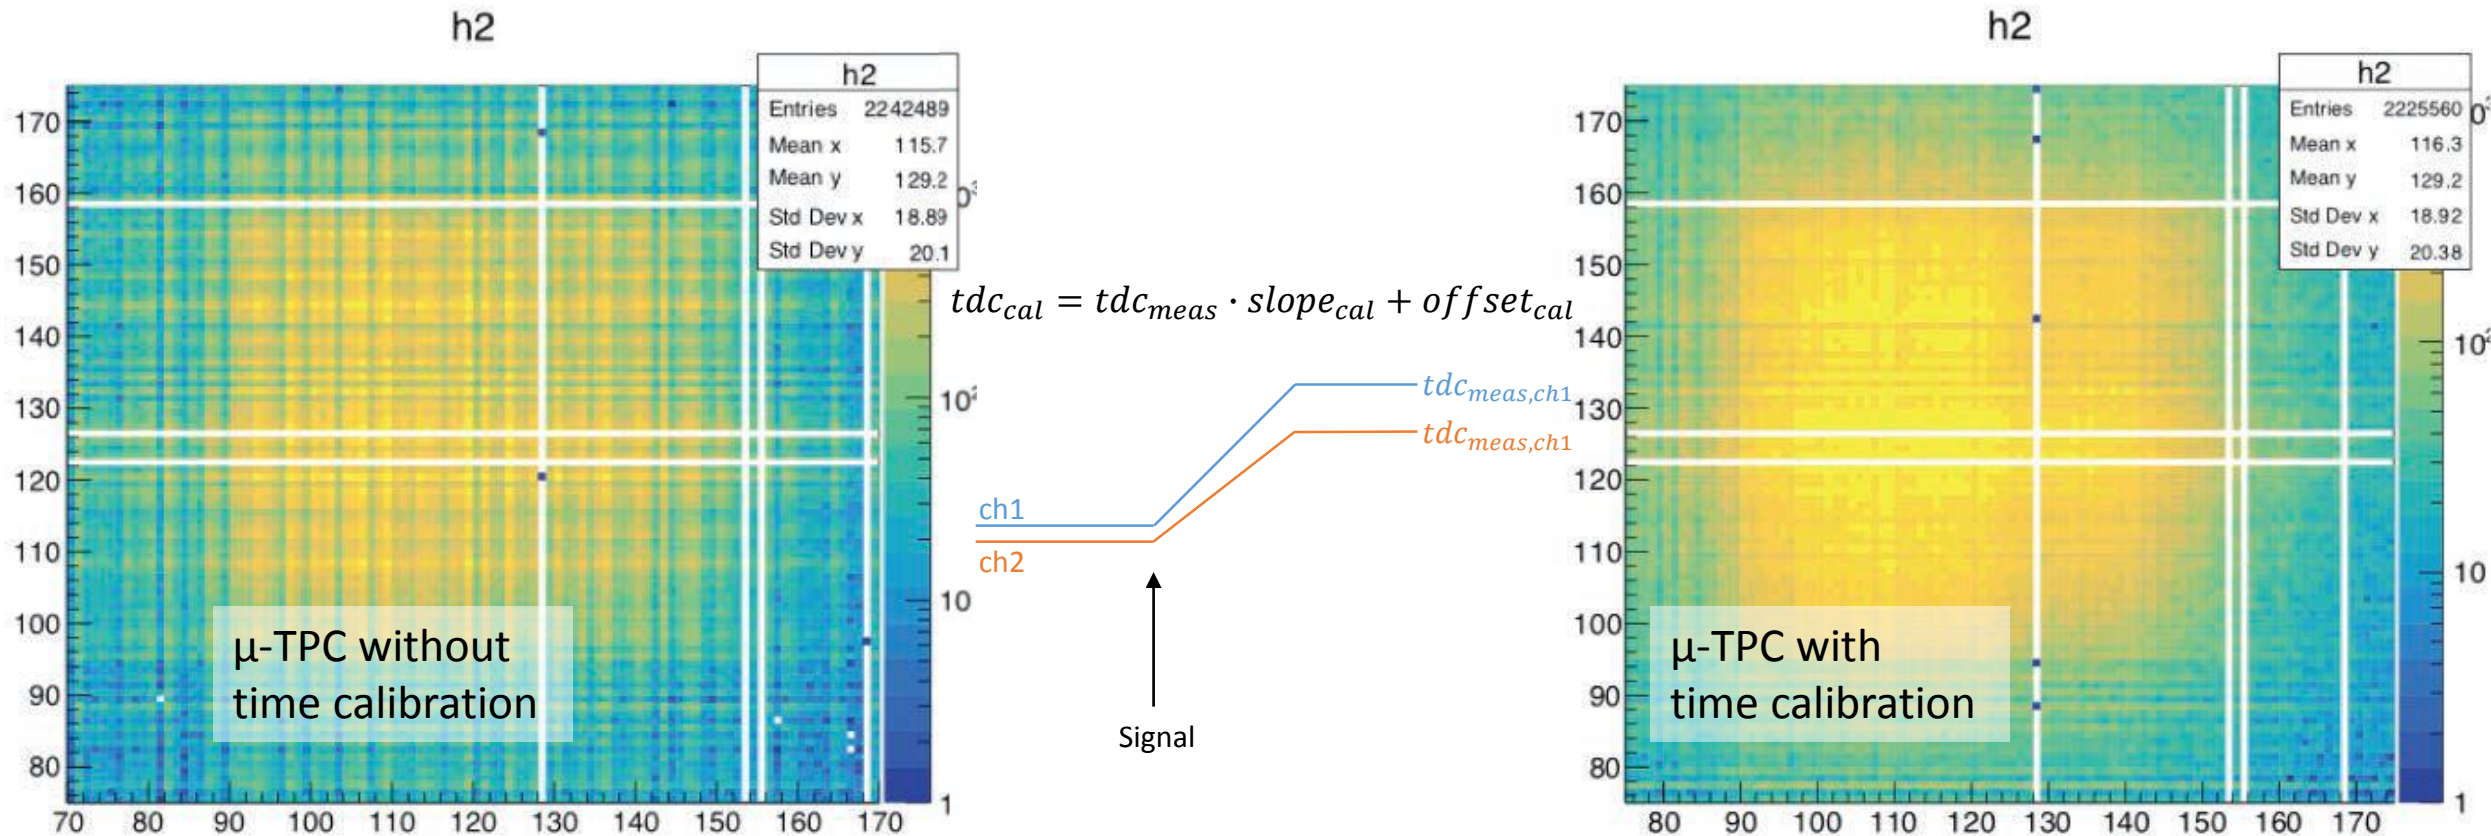 h2
h2
Entries 2242489
Mean x 115.7
Mean y 129.2
Std Dev x 18.89
Std Dev y 20.1
170
160
150
140
130
120
110
100
90
80
70 80 90 100 110 120 130 140 150 160 170
10²
10
1
μ-TPC without
time calibration
tdc_cal = tdc_meas · slope_cal + offset_cal
tdc_meas,ch1
tdc_meas,ch1
ch1
ch2
Signal
h2
h2
Entries 2225560
Mean x 116.3
Mean y 129.2
Std Dev x 18.92
Std Dev y 20.38
170
160
150
140
130
120
110
100
90
80
80 90 100 110 120 130 140 150 160 170
10²
10
1
μ-TPC with
time calibration